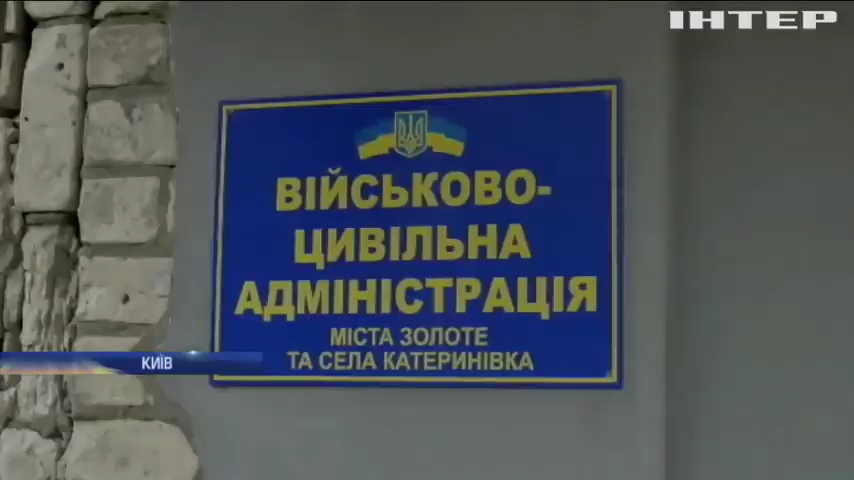 ІНТЕР
ВІЙСЬКОВО-
ЦИВІЛЬНА
АДМІНІСТРАЦІЯ
МІСТА ЗОЛОТЕ
ТА СЕЛА КАТЕРИНІВКА
КИЇВ